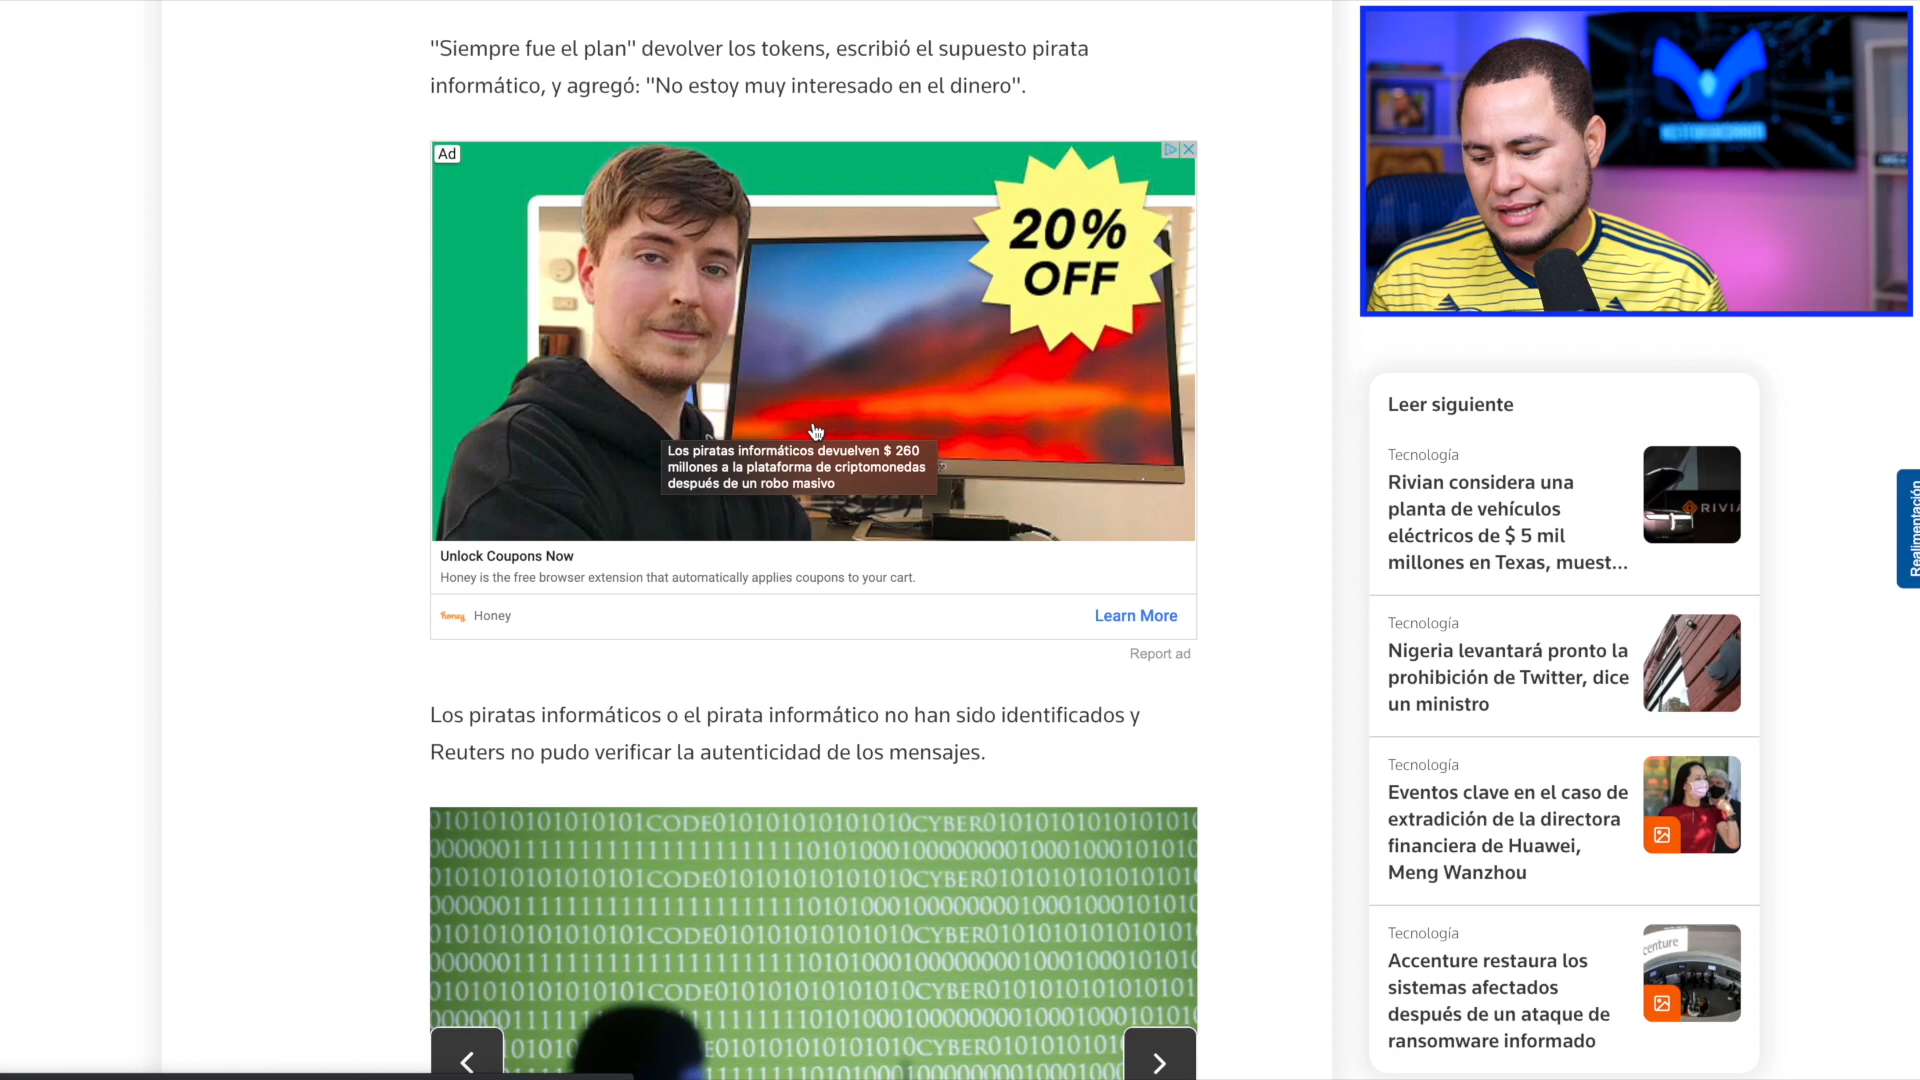 "Siempre fue el plan" devolver los tokens, escribió el supuesto pirata
informático, y agregó: "No estoy muy interesado en el dinero".
Ad
20%
OFF
Los piratas informáticos devuelven $ 260
millones a la plataforma de criptomonedas
después de un robo masivo
Unlock Coupons Now
Honey is the free browser extension that automatically applies coupons to your cart.
honey
Honey
Learn More
Report ad
Los piratas informáticos o el pirata informático no han sido identificados y
Reuters no pudo verificar la autenticidad de los mensajes.
Leer siguiente
Tecnología
Rivian considera una
planta de vehículos
eléctricos de $ 5 mil
millones en Texas, muest...
RIVIA
Tecnología
Nigeria levantará pronto la
prohibición de Twitter, dice
un ministro
Tecnología
Eventos clave en el caso de
extradición de la directora
financiera de Huawei,
Meng Wanzhou
Tecnología
Accenture restaura los
sistemas afectados
después de un ataque de
ransomware informado
centure
Realimentación